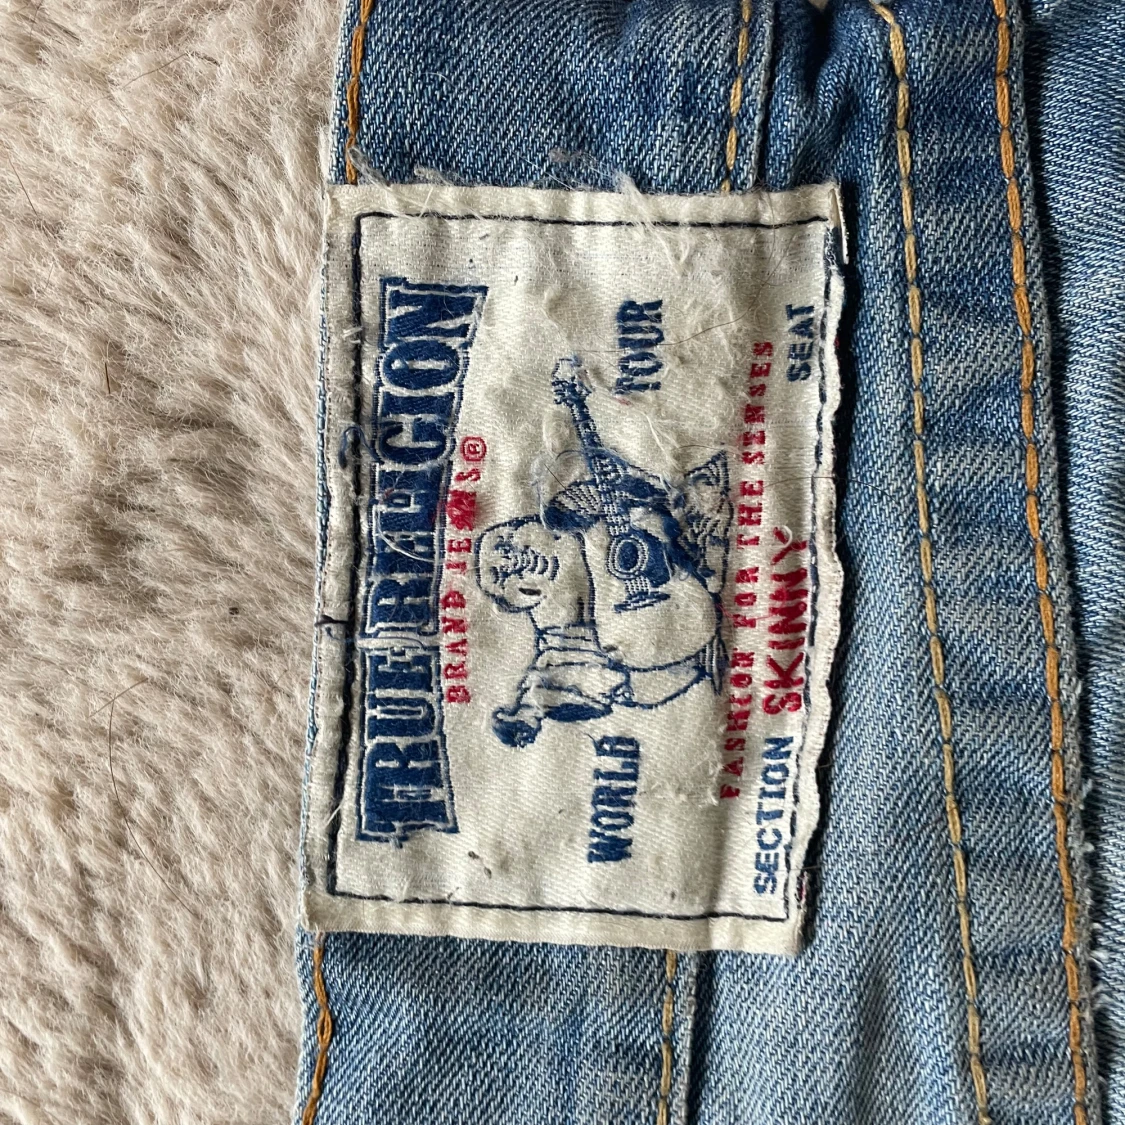 TRUE RELIGION
BRAND JEANS®
WORLD TOUR
FASHION FOR THE SENSES
SECTION SKINNY SEAT